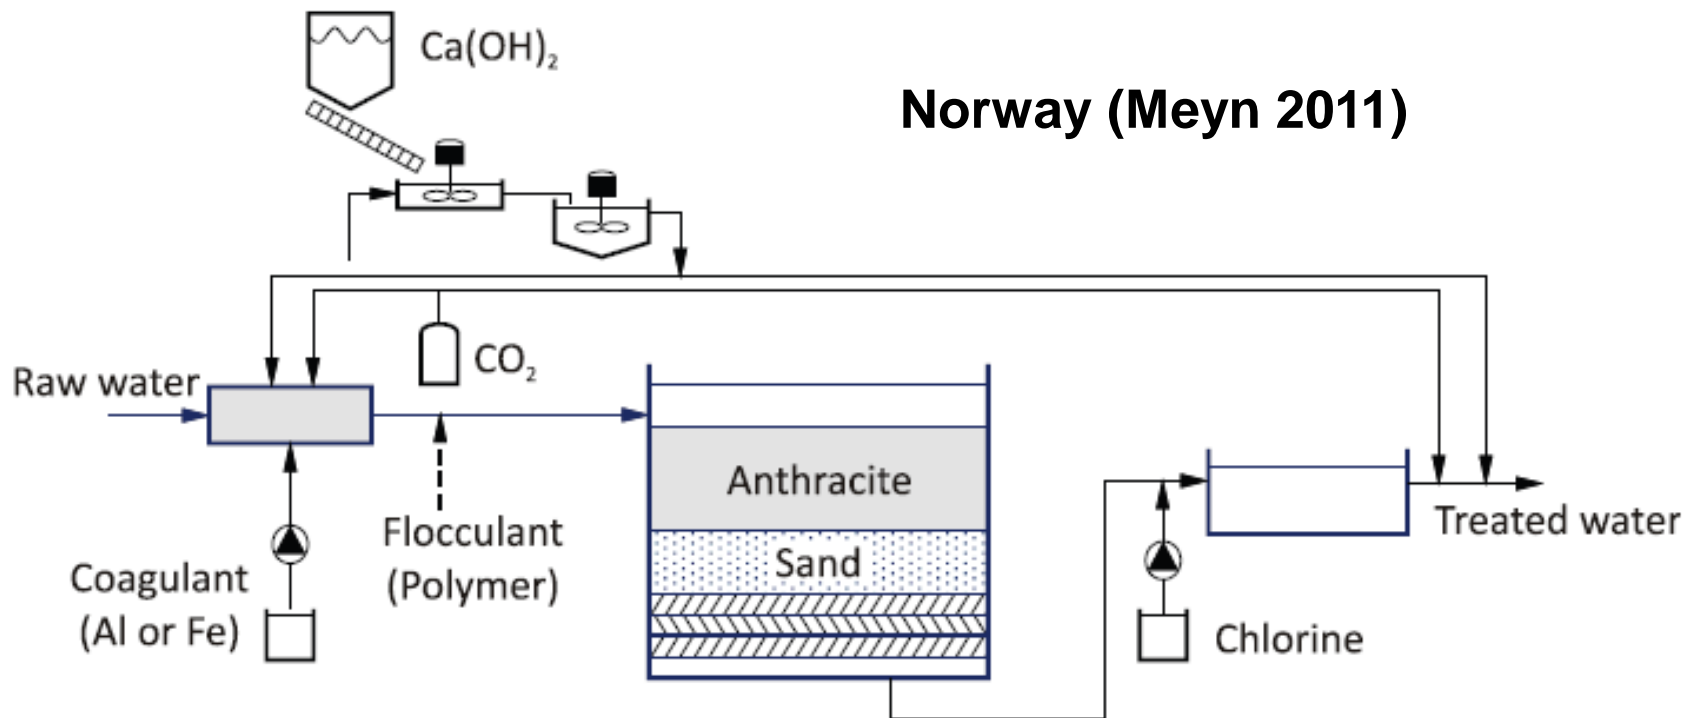 Ca(OH)₂
Norway (Meyn 2011)
CO₂
Raw water
Anthracite
Sand
Flocculant
(Polymer)
Coagulant
(Al or Fe)
Treated water
Chlorine